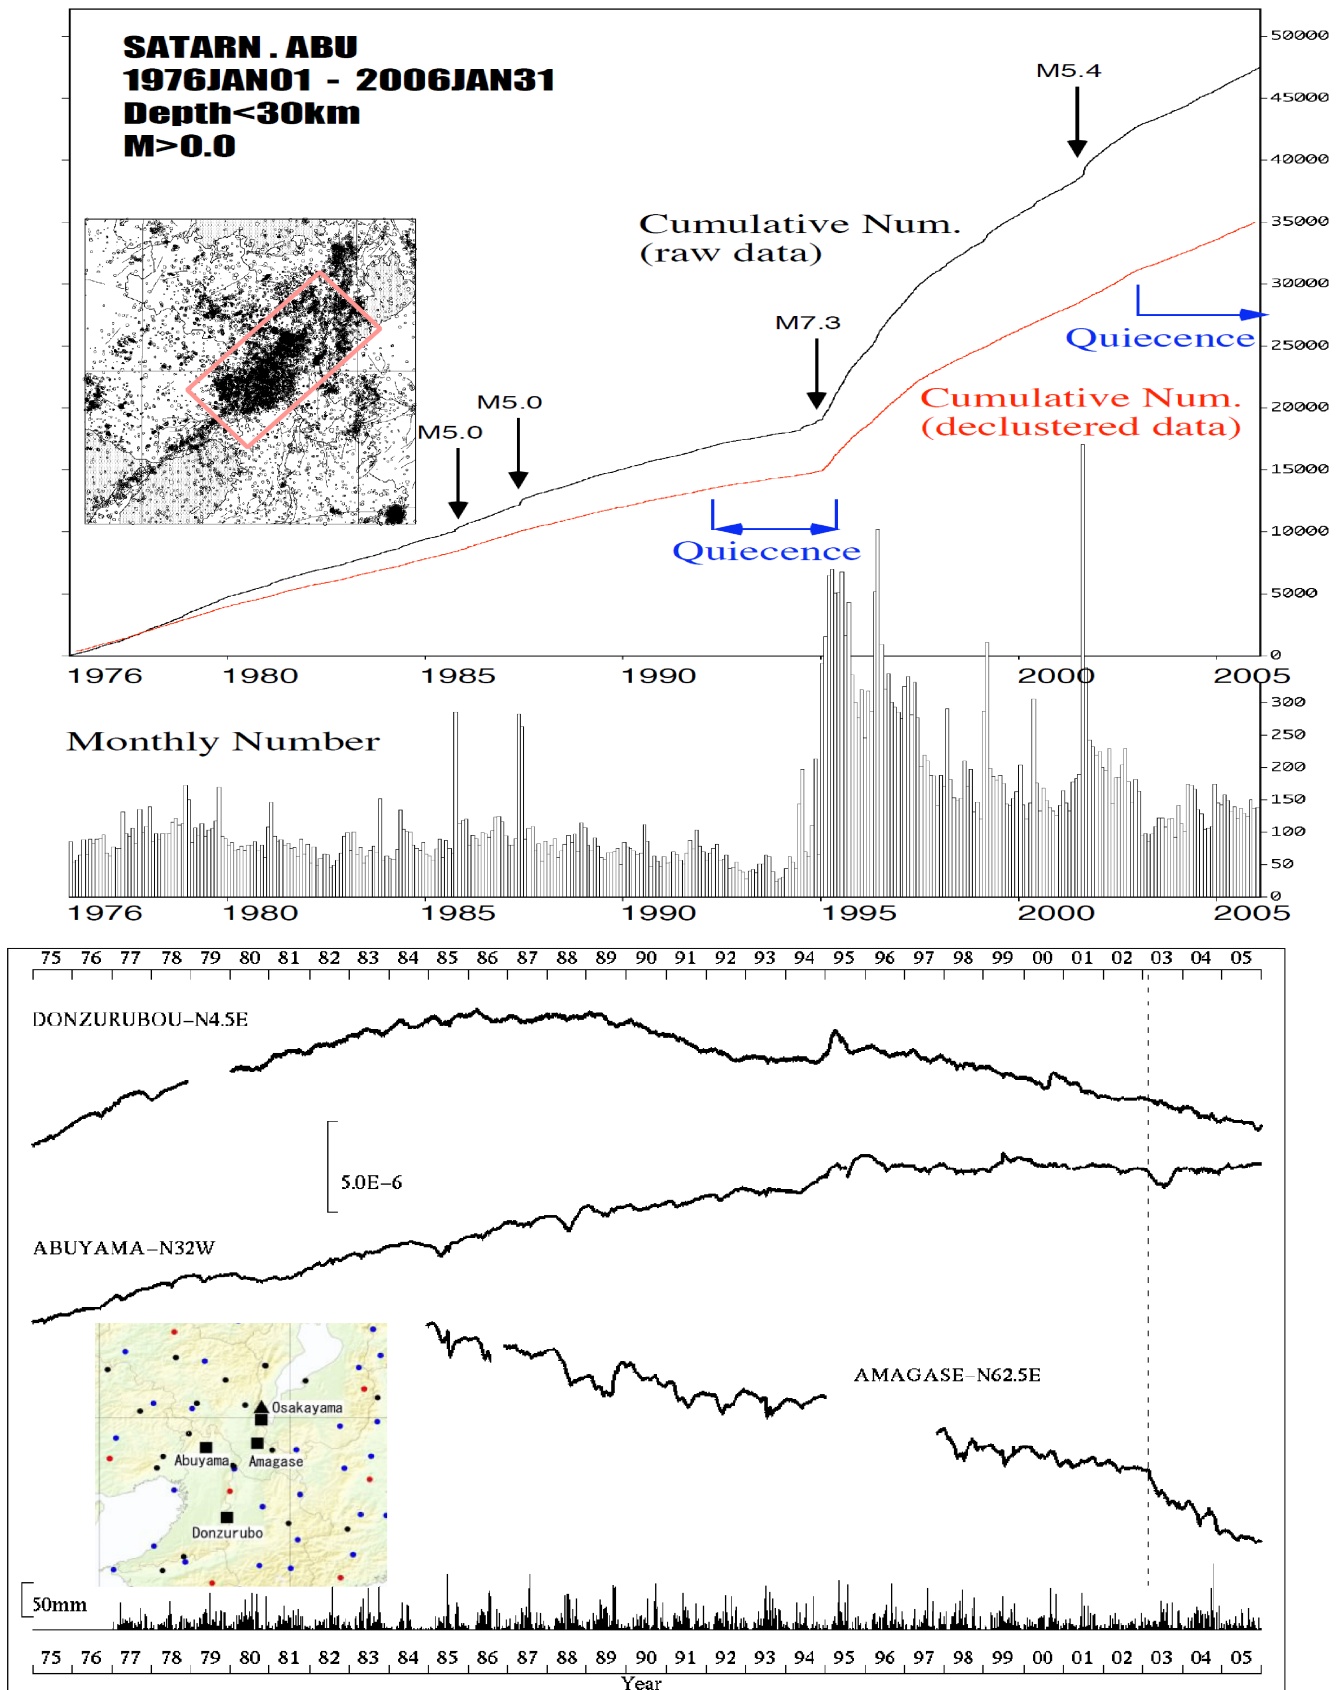 SATARN . ABU
1976JAN01 - 2006JAN31
Depth<30km
M>0.0
50000
45000
40000
35000
30000
25000
20000
15000
10000
5000
0
M5.4
Cumulative Num.
(raw data)
M7.3
Quiecence
M5.0
M5.0
Cumulative Num.
(declustered data)
Quiecence
1976 1980 1985 1990 2000 2005
Monthly Number
300
250
200
150
100
50
0
1976 1980 1985 1990 1995 2000 2005
75 76 77 78 79 80 81 82 83 84 85 86 87 88 89 90 91 92 93 94 95 96 97 98 99 00 01 02 03 04 05
DONZURUBOU-N4.5E
5.0E-6
ABUYAMA-N32W
AMAGASE-N62.5E
Osakayama
Abuyama
Amagase
Donzurubo
50mm
75 76 77 78 79 80 81 82 83 84 85 86 87 88 89 90 91 92 93 94 95 96 97 98 99 00 01 02 03 04 05
Year